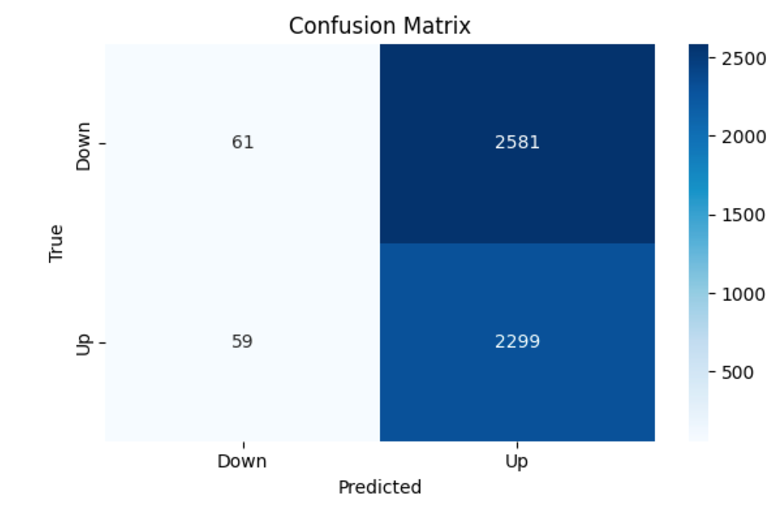 Confusion Matrix
True
Down
Up
61
2581
59
2299
Down
Up
Predicted
2500
2000
1500
1000
500